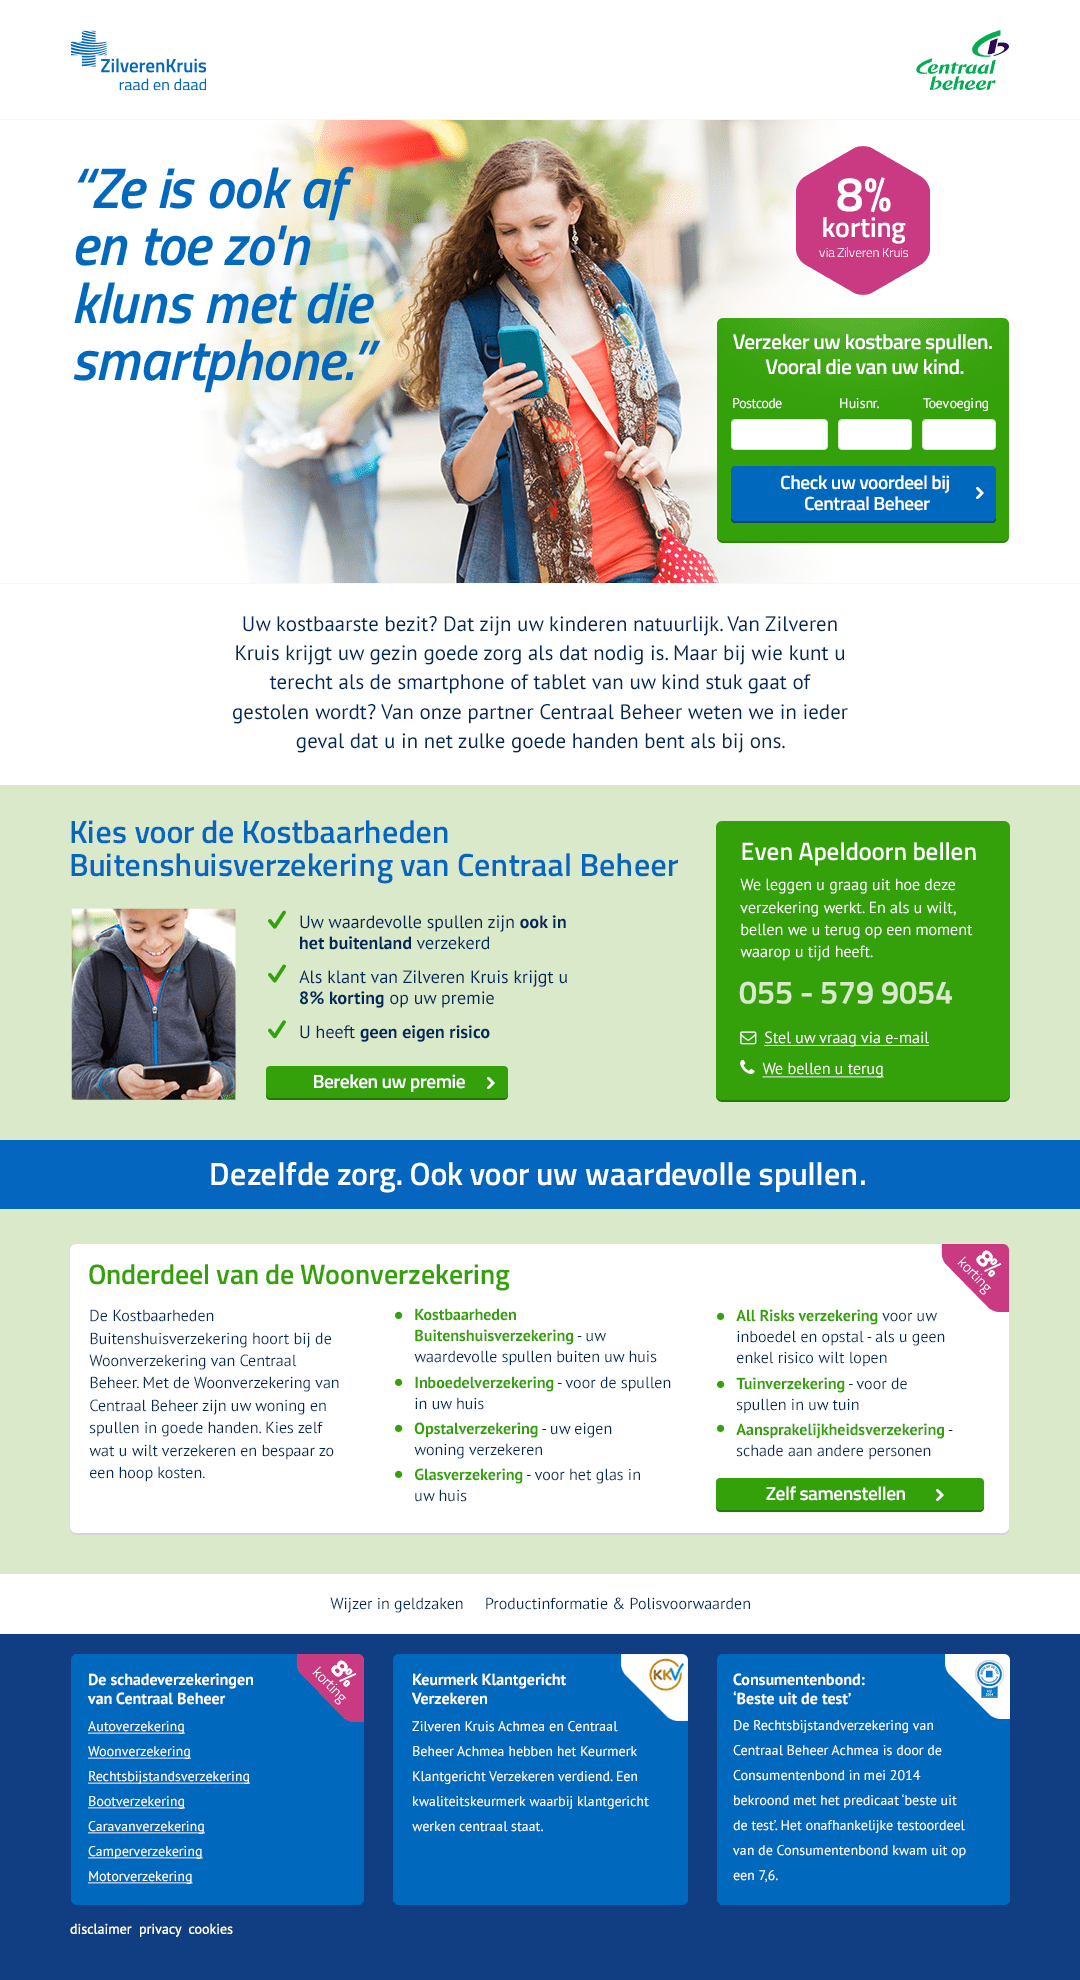 ZilverenKruis
raad en daad
Centraal
beheer
“Ze is ook af
en toe zo'n
kluns met die
smartphone.”
8%
korting
via Zilveren Kruis
Verzeker uw kostbare spullen.
Vooral die van uw kind.
Postcode Huisnr. Toevoeging
Check uw voordeel bij
Centraal Beheer
Uw kostbaarste bezit? Dat zijn uw kinderen natuurlijk. Van Zilveren
Kruis krijgt uw gezin goede zorg als dat nodig is. Maar bij wie kunt u
terecht als de smartphone of tablet van uw kind stuk gaat of
gestolen wordt? Van onze partner Centraal Beheer weten we in ieder
geval dat u in net zulke goede handen bent als bij ons.
Kies voor de Kostbaarheden
Buitenshuisverzekering van Centraal Beheer
Uw waardevolle spullen zijn ook in
het buitenland verzekerd
Als klant van Zilveren Kruis krijgt u
8% korting op uw premie
U heeft geen eigen risico
Bereken uw premie
Even Apeldoorn bellen
We leggen u graag uit hoe deze
verzekering werkt. En als u wilt,
bellen we u terug op een moment
waarop u tijd heeft.
055 - 579 9054
Stel uw vraag via e-mail
We bellen u terug
Dezelfde zorg. Ook voor uw waardevolle spullen.
8%
korting
Onderdeel van de Woonverzekering
De Kostbaarheden
Buitenshuisverzekering hoort bij de
Woonverzekering van Centraal
Beheer. Met de Woonverzekering van
Centraal Beheer zijn uw woning en
spullen in goede handen. Kies zelf
wat u wilt verzekeren en bespaar zo
een hoop kosten.
Kostbaarheden
Buitenshuisverzekering - uw
waardevolle spullen buiten uw huis
Inboedelverzekering - voor de spullen
in uw huis
Opstalverzekering - uw eigen
woning verzekeren
Glasverzekering - voor het glas in
uw huis
All Risks verzekering voor uw
inboedel en opstal - als u geen
enkel risico wilt lopen
Tuinverzekering - voor de
spullen in uw tuin
Aansprakelijkheidsverzekering -
schade aan andere personen
Zelf samenstellen
Wijzer in geldzaken Productinformatie & Polisvoorwaarden
De schadeverzekeringen
van Centraal Beheer
8%
korting
Autoverzekering
Woonverzekering
Rechtsbijstandsverzekering
Bootverzekering
Caravanverzekering
Camperverzekering
Motorverzekering
Keurmerk Klantgericht
Verzekeren
KKV
Zilveren Kruis Achmea en Centraal
Beheer Achmea hebben het Keurmerk
Klantgericht Verzekeren verdiend. Een
kwaliteitskeurmerk waarbij klantgericht
werken centraal staat.
Consumentenbond:
‘Beste uit de test’
De Rechtsbijstandverzekering van
Centraal Beheer Achmea is door de
Consumentenbond in mei 2014
bekroond met het predicaat ‘beste uit
de test’. Het onafhankelijke testoordeel
van de Consumentenbond kwam uit op
een 7,6.
disclaimer privacy cookies